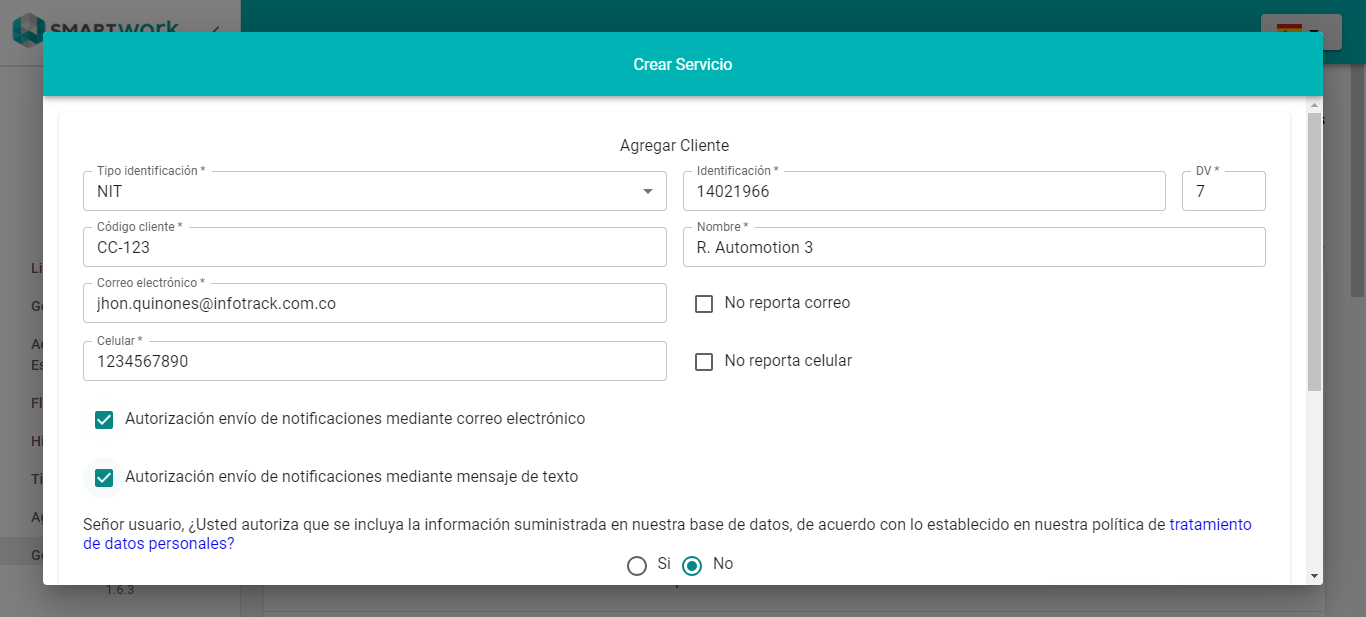 SMARTWORK
Crear Servicio
Agregar Cliente
Tipo identificación *
NIT
Identificación *
14021966
DV *
7
Código cliente *
CC-123
Nombre *
R. Automotion 3
Correo electrónico *
jhon.quinones@infotrack.com.co
No reporta correo
Celular *
1234567890
No reporta celular
Autorización envío de notificaciones mediante correo electrónico
Autorización envío de notificaciones mediante mensaje de texto
Señor usuario, ¿Usted autoriza que se incluya la información suministrada en nuestra base de datos, de acuerdo con lo establecido en nuestra política de tratamiento
de datos personales?
Si
No
1.6.3